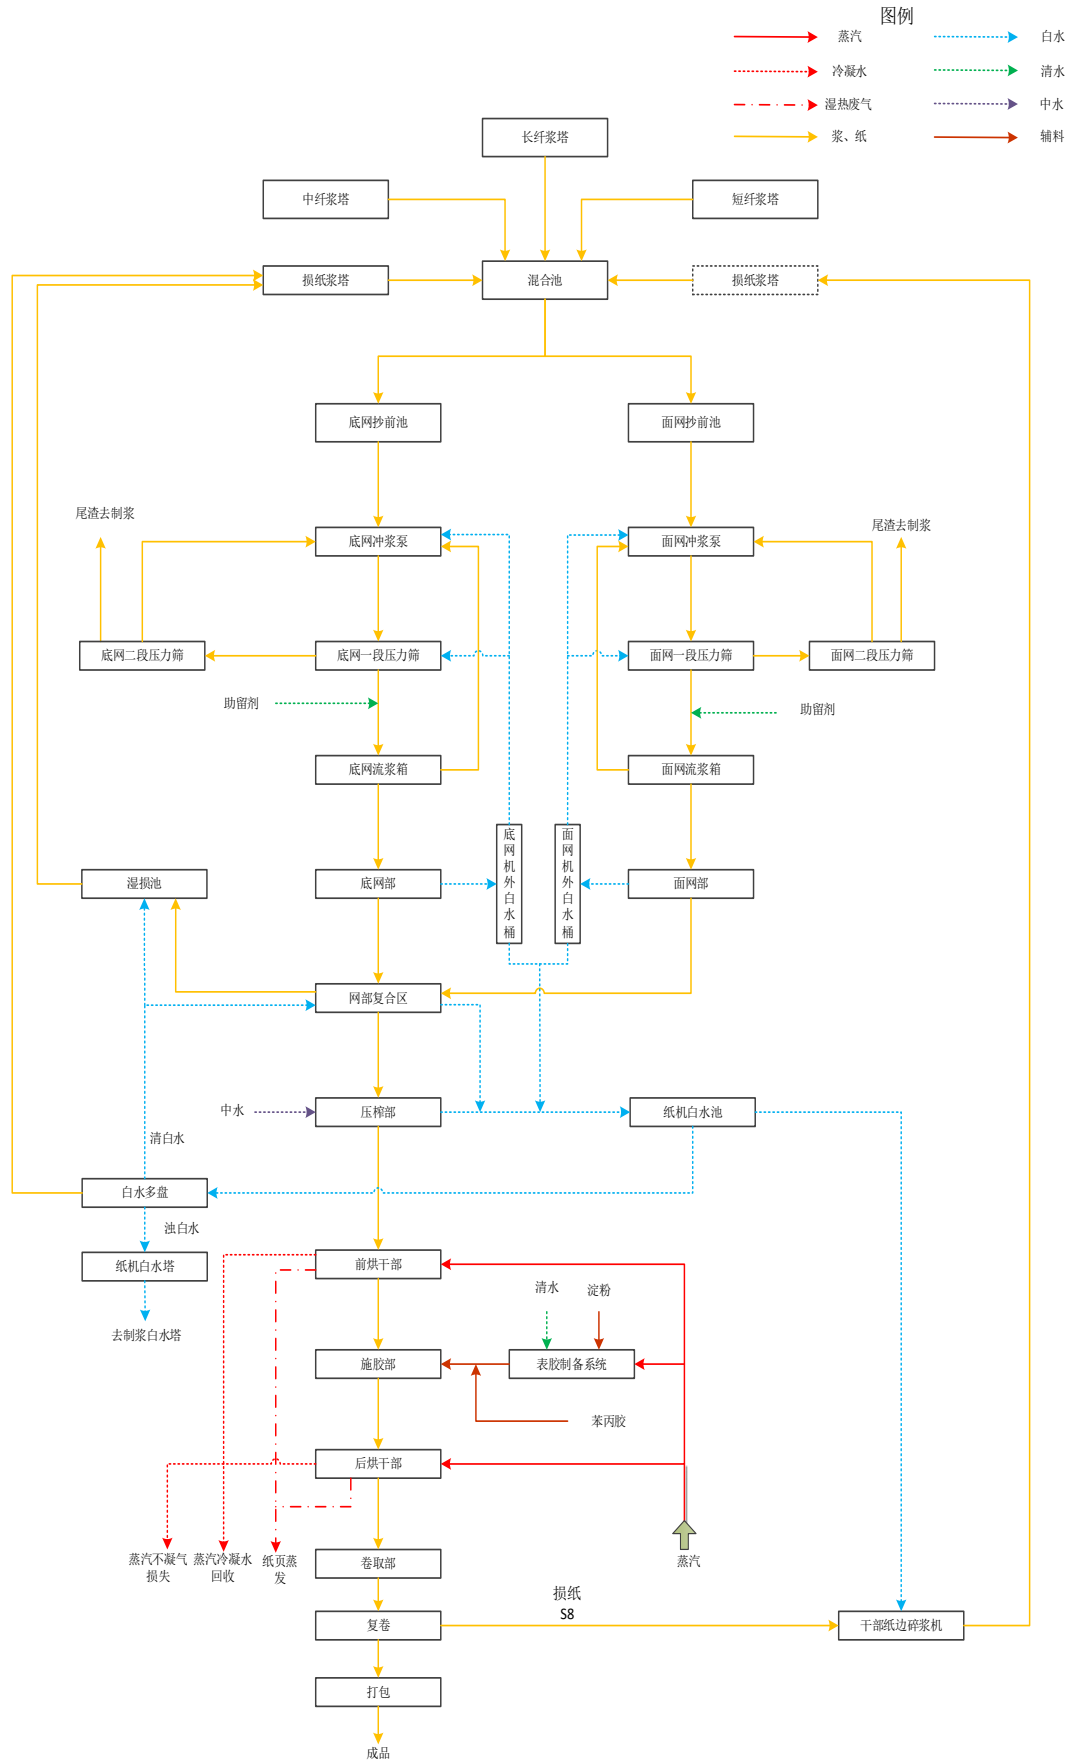 图例
蒸汽
白水
冷凝水
清水
湿热废气
中水
浆、纸
辅料
长纤浆塔
中纤浆塔
短纤浆塔
损纸浆塔
混合池
损纸浆塔
底网抄前池
面网抄前池
尾渣去制浆
尾渣去制浆
底网冲浆泵
面网冲浆泵
底网二段压力筛
底网一段压力筛
面网一段压力筛
面网二段压力筛
助留剂
助留剂
底网流浆箱
面网流浆箱
底网机外白水桶
面网机外白水桶
湿损池
底网部
面网部
网部复合区
中水
压榨部
纸机白水池
清白水
白水多盘
浊白水
纸机白水塔
前烘干部
清水
淀粉
去制浆白水塔
施胶部
表胶制备系统
苯丙胶
后烘干部
蒸汽不凝气
损失
蒸汽冷凝水
回收
纸页蒸
发
卷取部
蒸汽
损纸
S8
复卷
干部纸边碎浆机
打包
成品